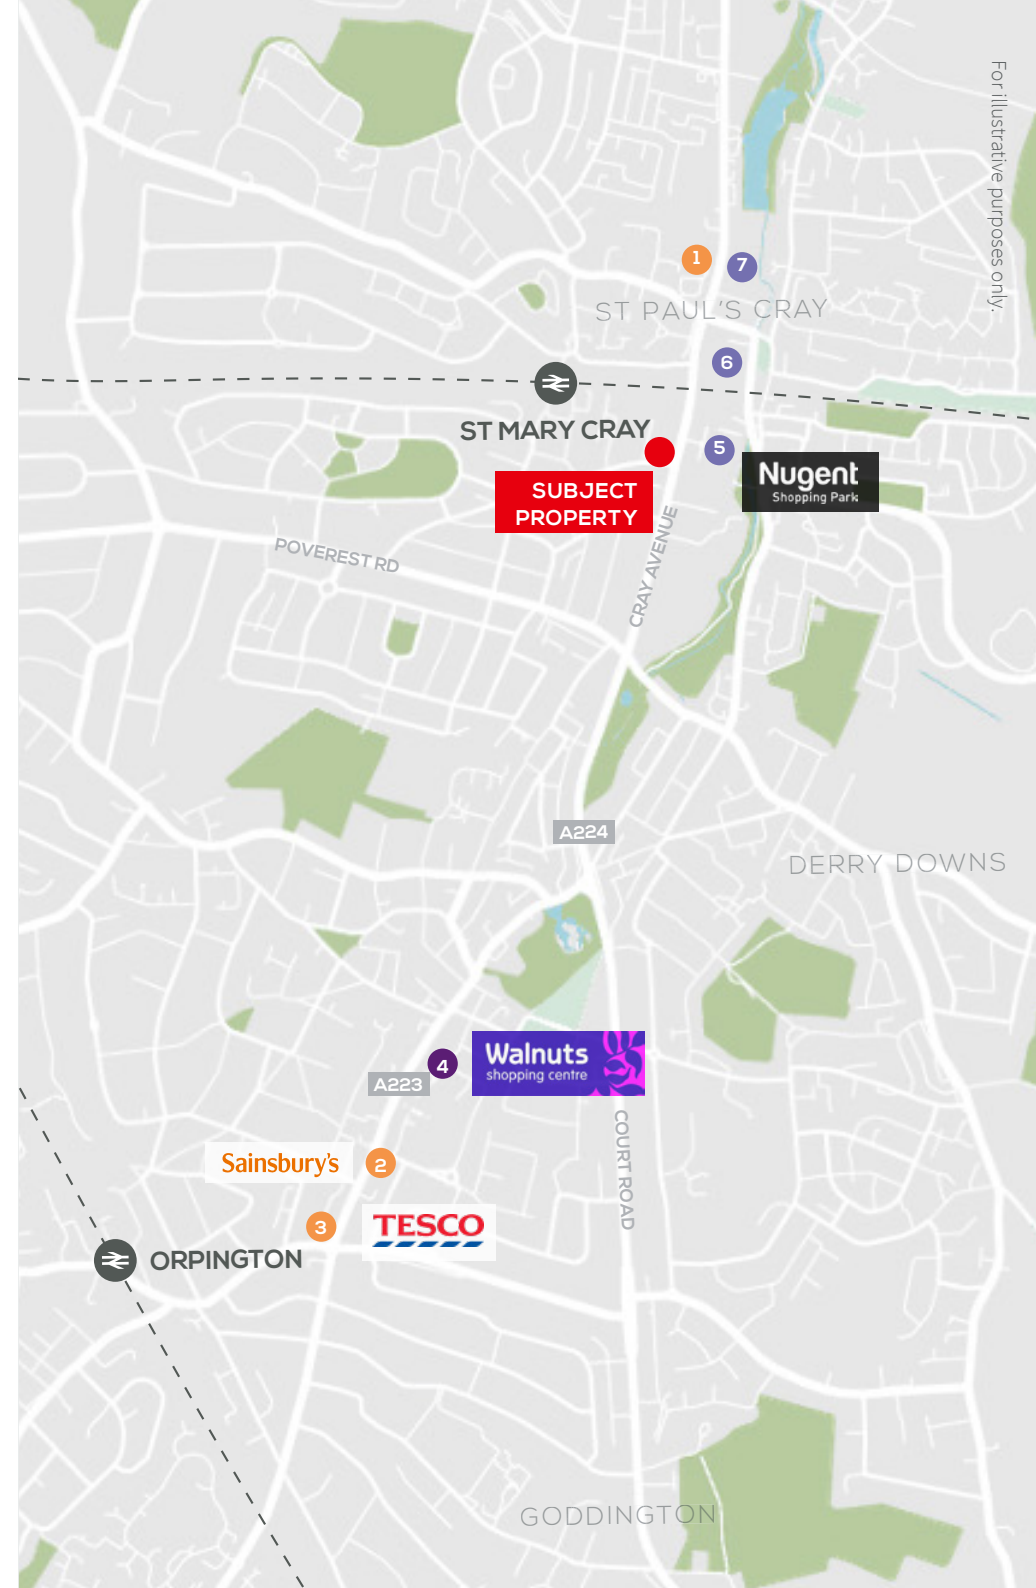 For illustrative purposes only.
1
7
ST PAUL'S CRAY
6
ST MARY CRAY
5
Nugent
Shopping Park
SUBJECT
PROPERTY
CRAY AVENUE
POVEREST RD
A224
DERRY DOWNS
Walnuts
shopping centre
4
A223
COURT ROAD
Sainsbury's
2
3
TESCO
ORPINGTON
GODDINGTON